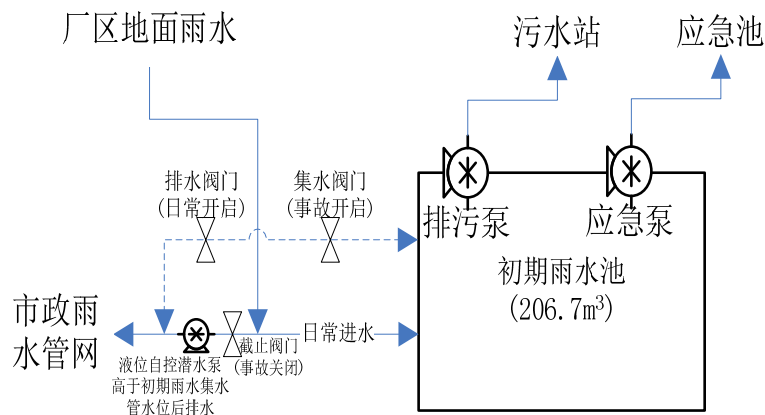 厂区地面雨水
污水站
应急池
排水阀门
(日常开启)
集水阀门
(事故开启)
排污泵
应急泵
初期雨水池
(206.7m³)
市政雨
水管网
日常进水
截止阀门
(事故关闭)
液位自控潜水泵
高于初期雨水集水
管水位后排水